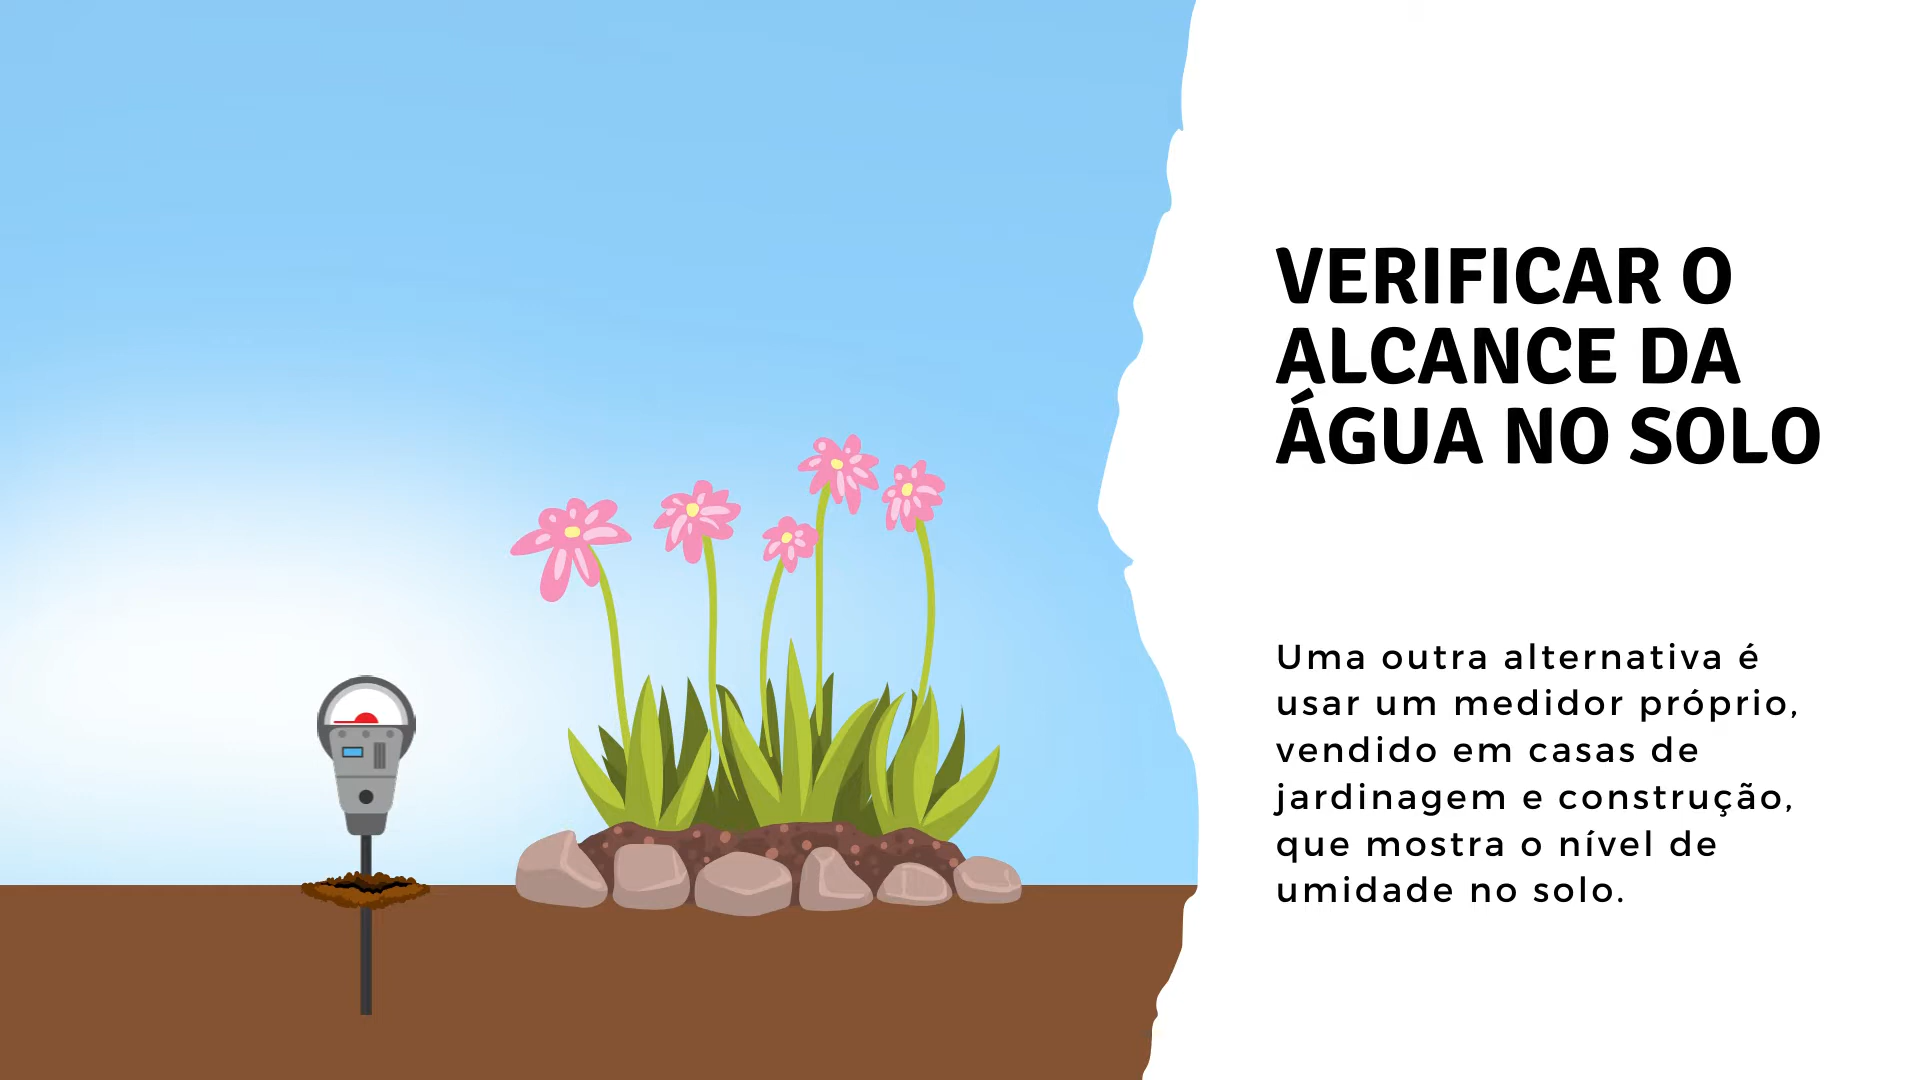 VERIFICAR O
ALCANCE DA
ÁGUA NO SOLO
Uma outra alternativa é
usar um medidor próprio,
vendido em casas de
jardinagem e construção,
que mostra o nível de
umidade no solo.